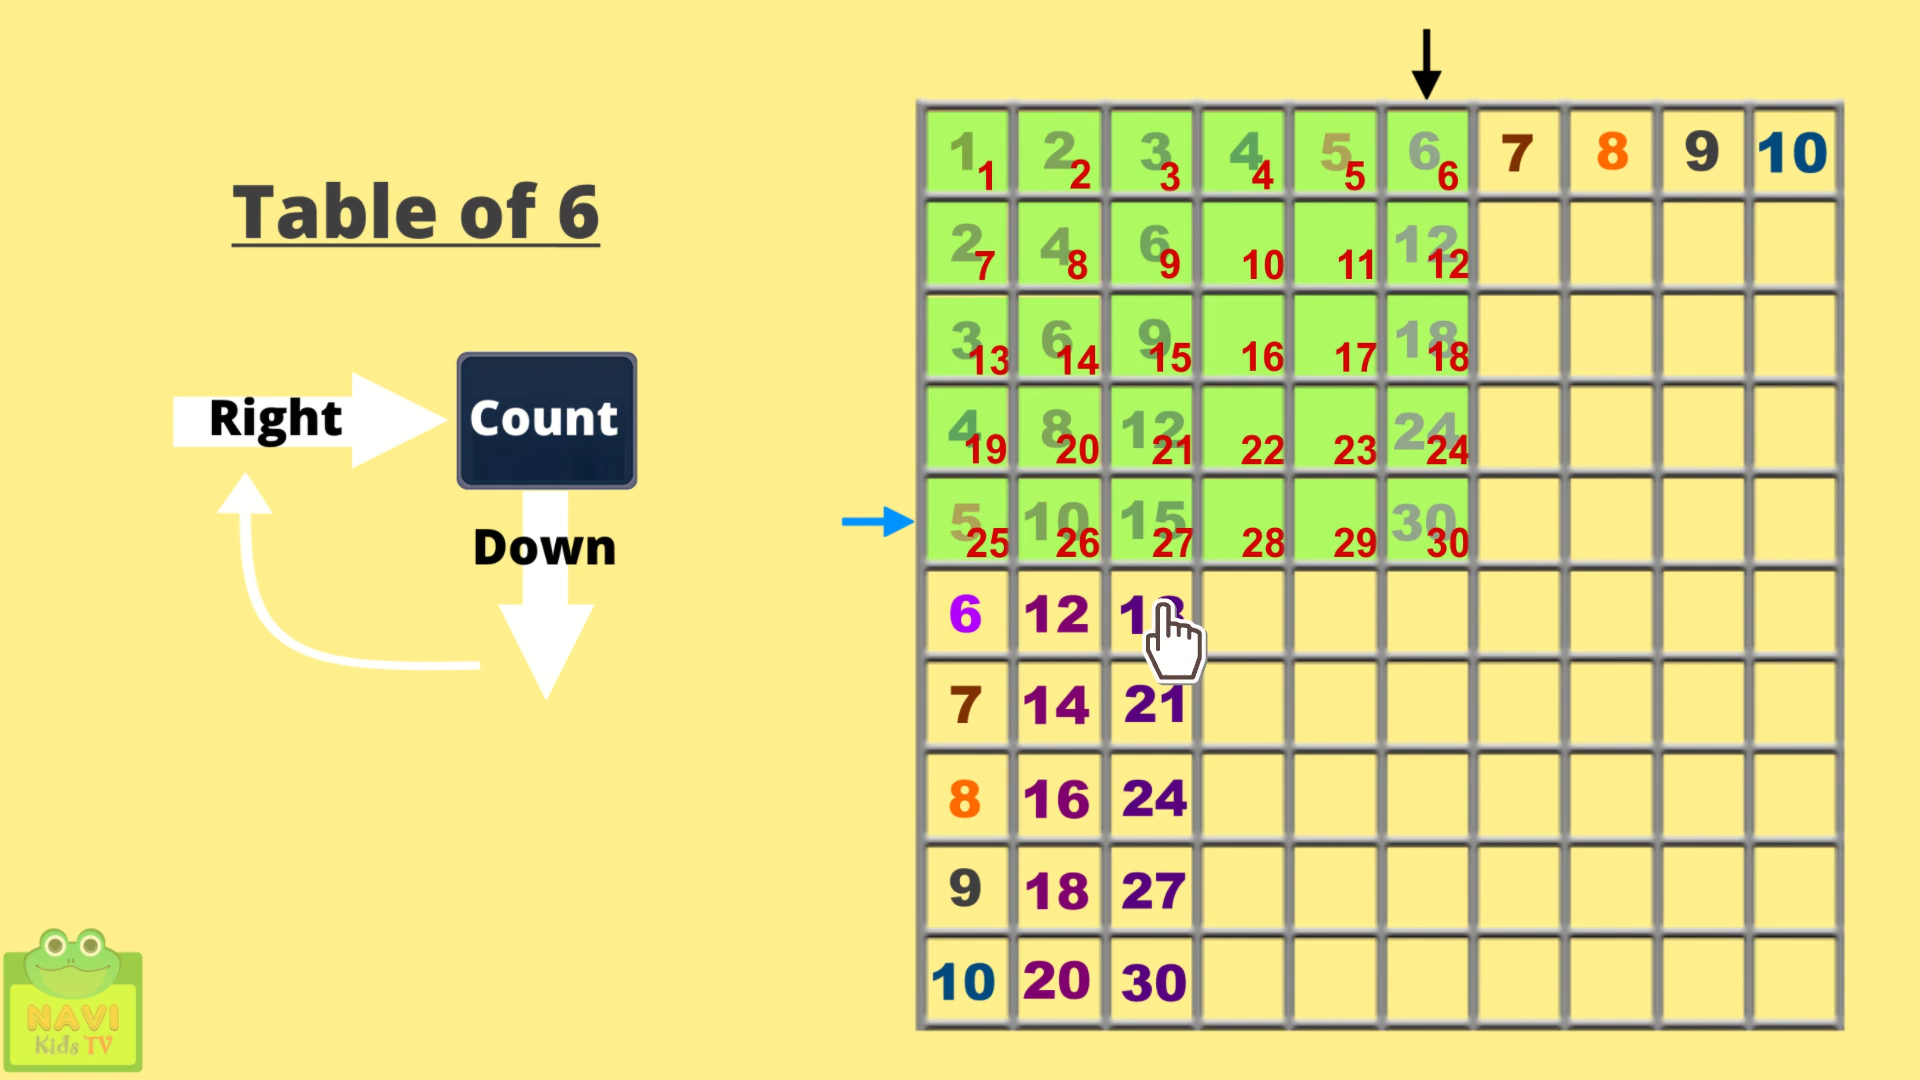 Table of 6
Right
Count
Down
1 2 3 4 5 6 7 8 9 10
1 2 3 4 5 6
2 4 6 12
7 8 9 10 11 12
3 6 9 18
13 14 15 16 17 18
4 8 12 24
19 20 21 22 23 24
5 10 15 30
25 26 27 28 29 30
6 12
7 14 21
8 16 24
9 18 27
10 20 30
NAVI
Kids TV